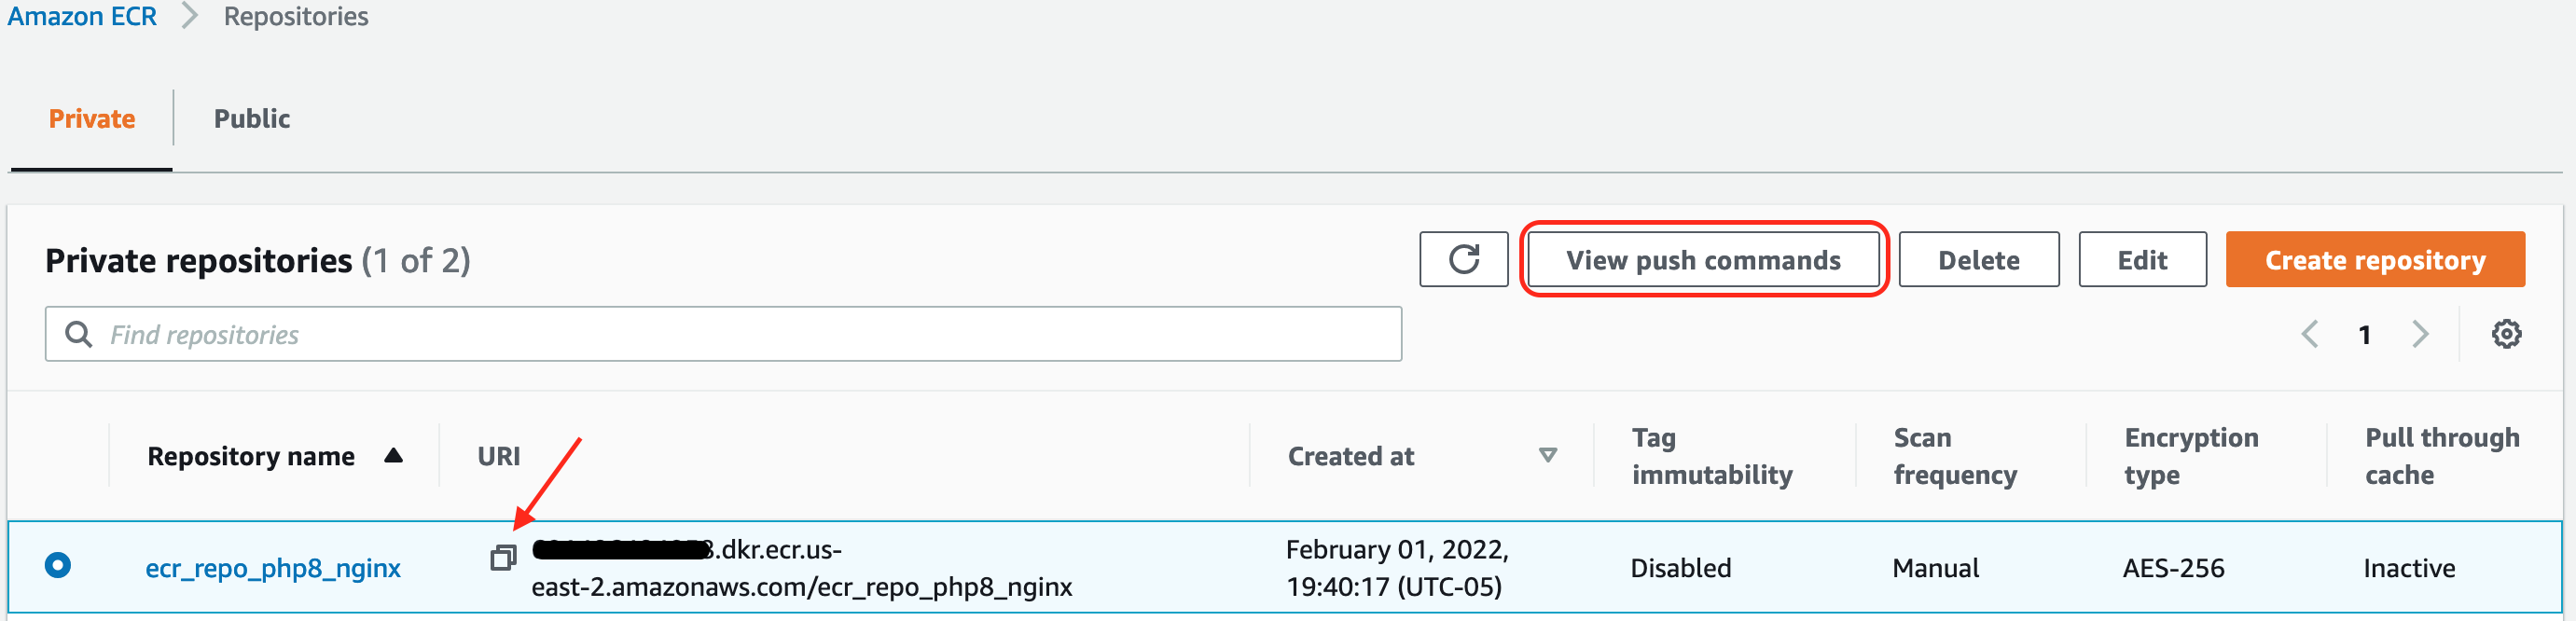 Amazon ECR > Repositories
Private
Public
Private repositories (1 of 2)
View push commands
Delete
Edit
Create repository
Find repositories
1
Repository name
URI
Created at
Tag
immutability
Scan
frequency
Encryption
type
Pull through
cache
ecr_repo_php8_nginx
.dkr.ecr.us-
east-2.amazonaws.com/ecr_repo_php8_nginx
February 01, 2022,
19:40:17 (UTC-05)
Disabled
Manual
AES-256
Inactive